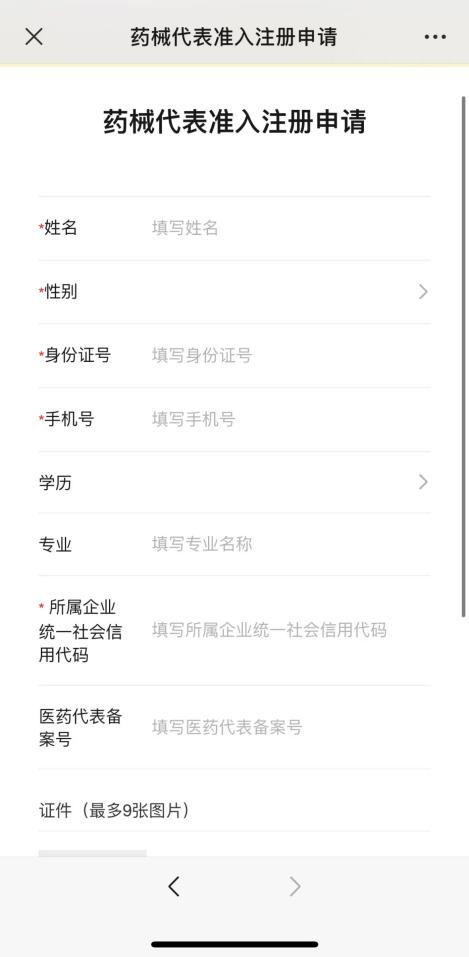 药械代表准入注册申请
药械代表准入注册申请
*姓名 填写姓名
*性别
*身份证号 填写身份证号
*手机号 填写手机号
学历
专业 填写专业名称
* 所属企业
统一社会信
用代码
填写所属企业统一社会信用代码
医药代表备
案号
填写医药代表备案号
证件（最多9张图片）